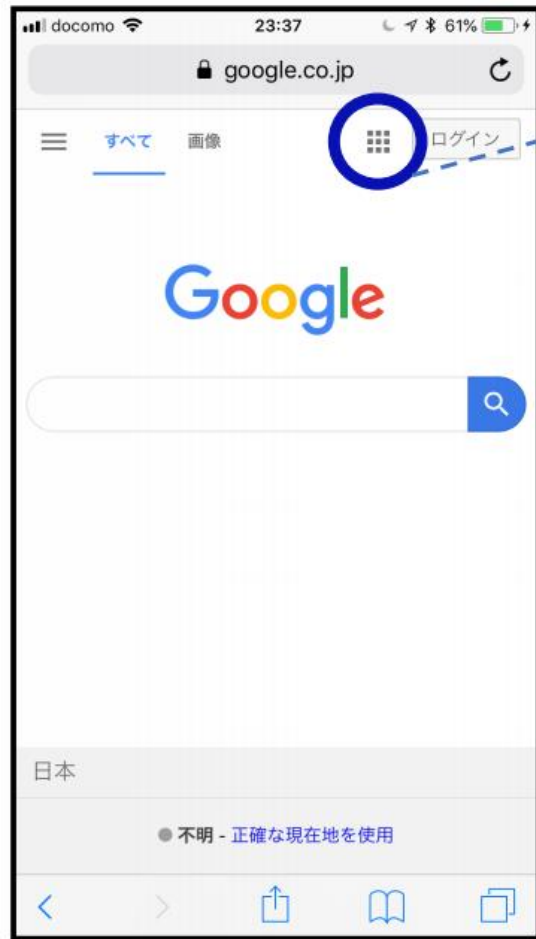 docomo 23:37 61%
google.co.jp
すべて 画像 ログイン
Google
日本
不明 - 正確な現在地を使用